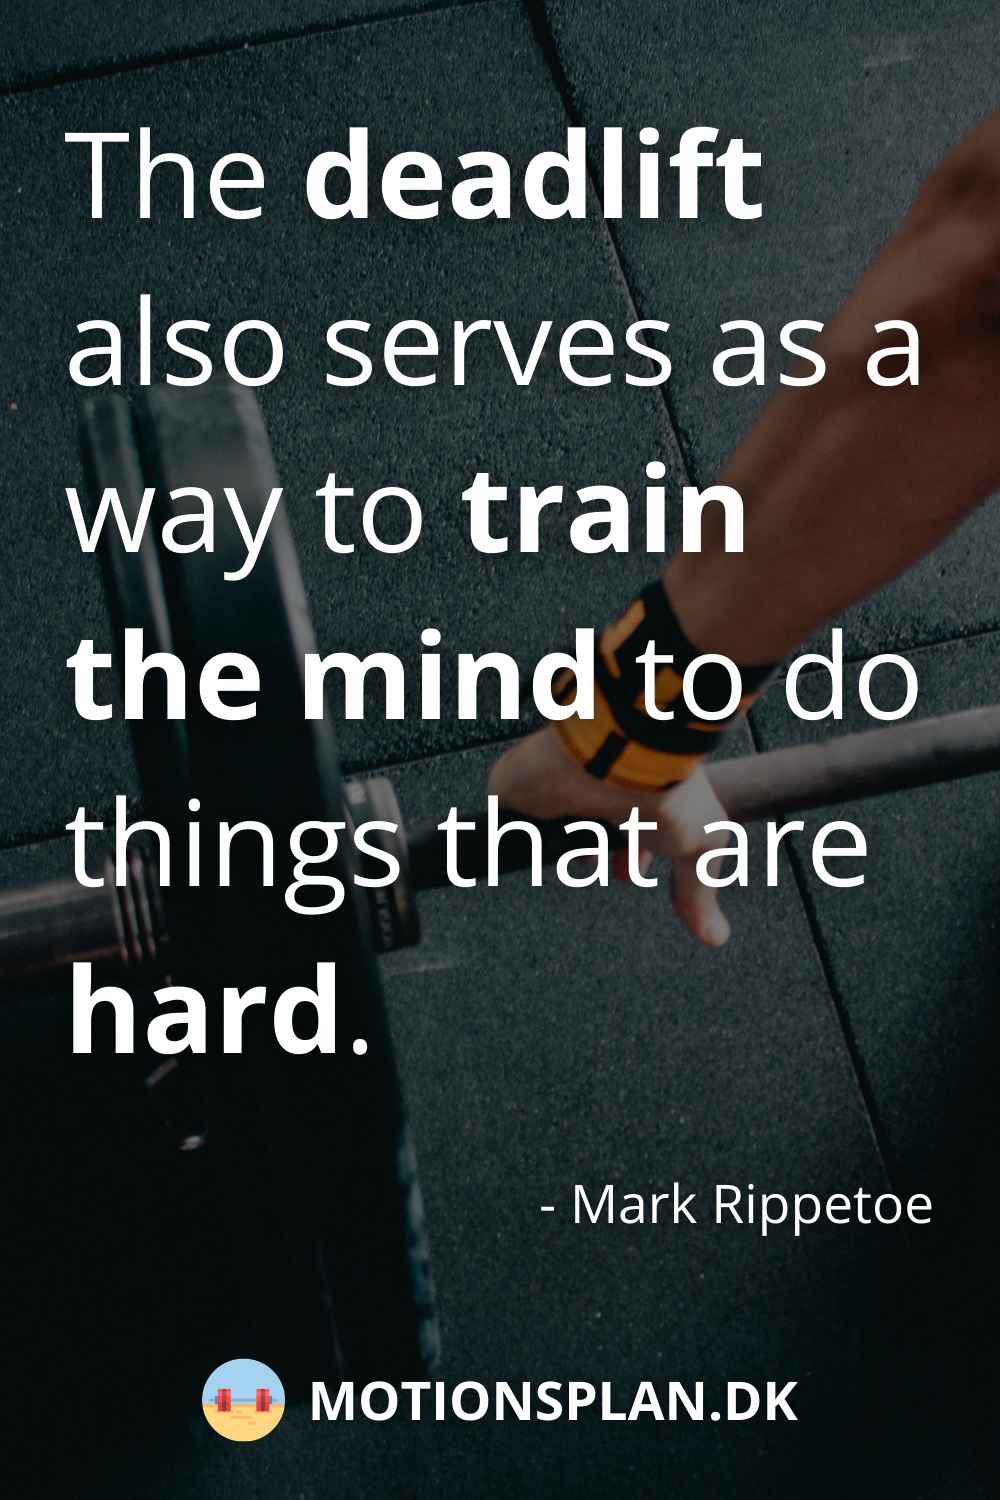 The deadlift
also serves as a
way to train
the mind to do
things that are
hard.
- Mark Rippetoe
MOTIONSPLAN.DK